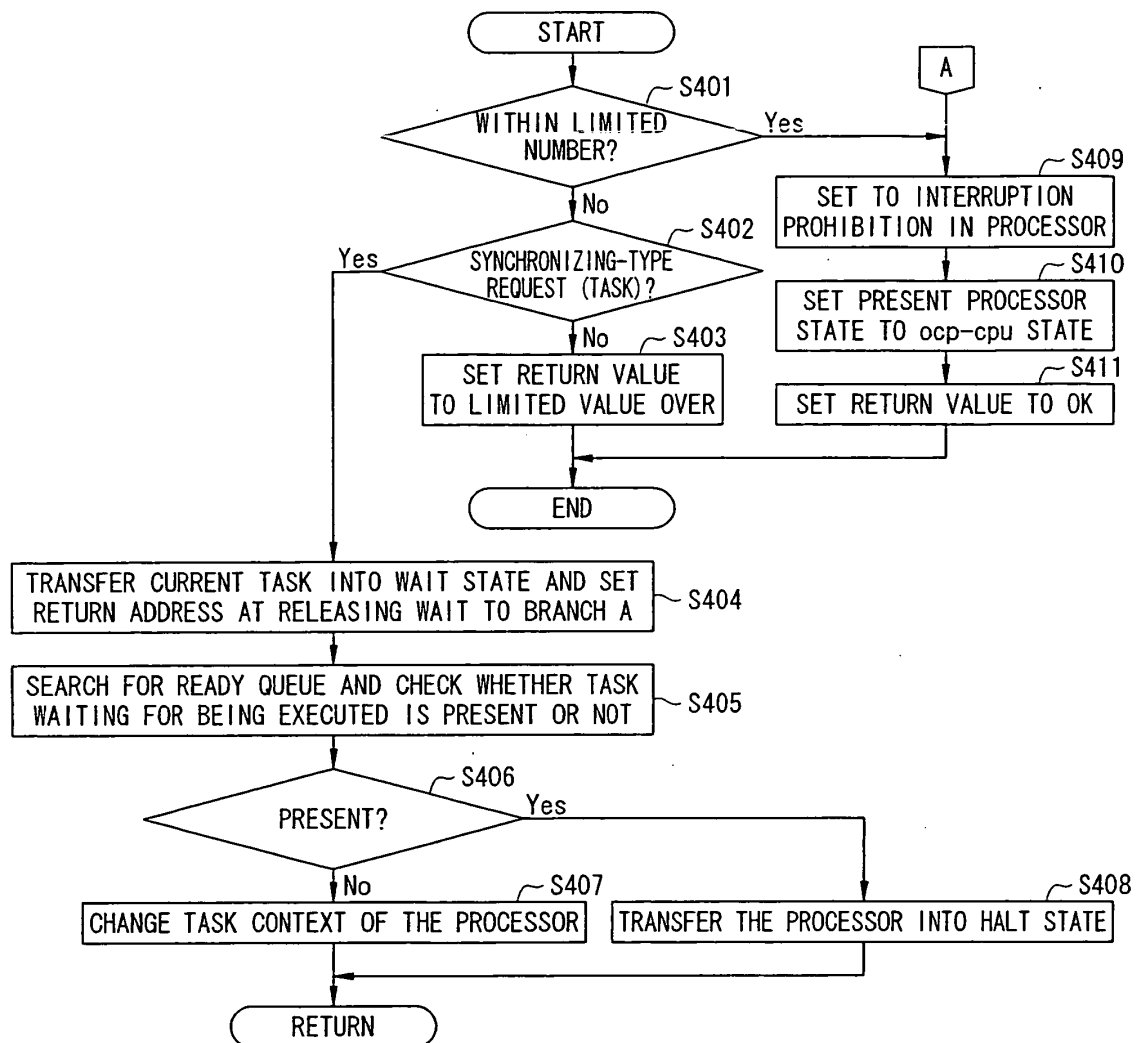 START
A
S401
WITHIN LIMITED
NUMBER?
Yes
No
S409
SET TO INTERRUPTION
PROHIBITION IN PROCESSOR
S402
Yes
SYNCHRONIZING-TYPE
REQUEST (TASK)?
No
S410
SET PRESENT PROCESSOR
STATE TO ocp-cpu STATE
S403
SET RETURN VALUE
TO LIMITED VALUE OVER
S411
SET RETURN VALUE TO OK
END
TRANSFER CURRENT TASK INTO WAIT STATE AND SET
RETURN ADDRESS AT RELEASING WAIT TO BRANCH A
S404
SEARCH FOR READY QUEUE AND CHECK WHETHER TASK
WAITING FOR BEING EXECUTED IS PRESENT OR NOT
S405
S406
PRESENT?
Yes
No
S407
CHANGE TASK CONTEXT OF THE PROCESSOR
S408
TRANSFER THE PROCESSOR INTO HALT STATE
RETURN